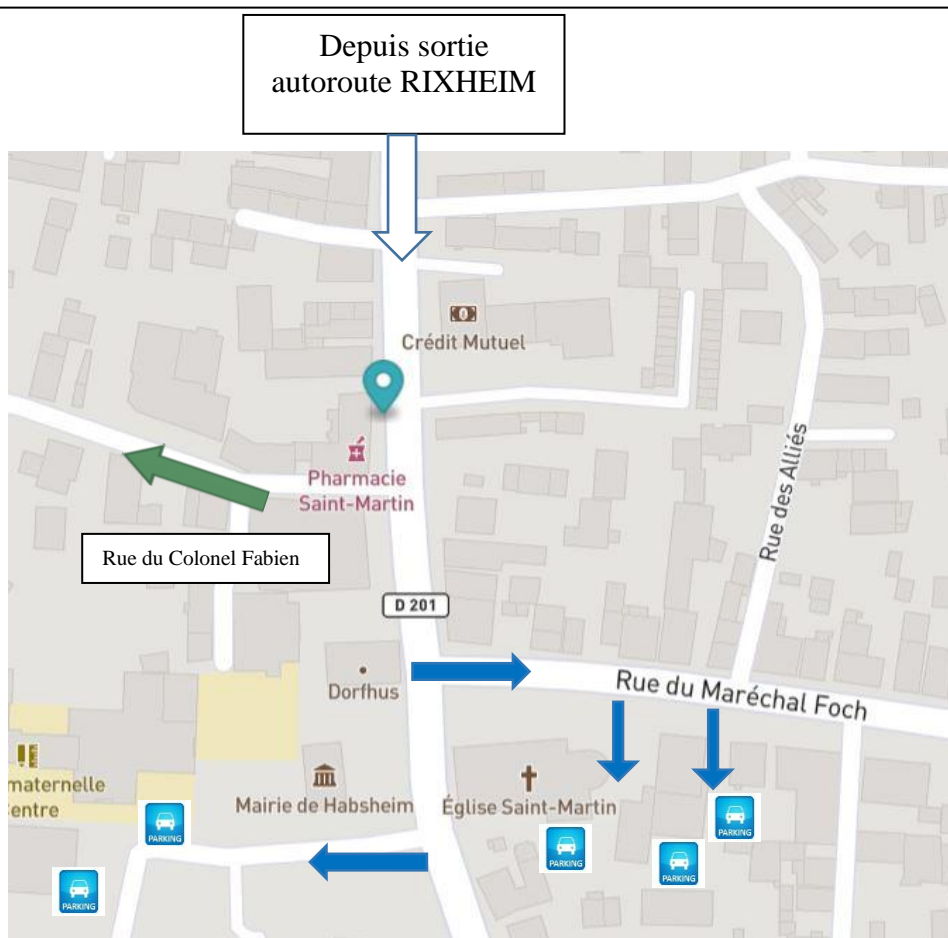 Depuis sortie
autoroute RIXHEIM
Crédit Mutuel
Pharmacie
Saint-Martin
Rue des Alliés
Rue du Colonel Fabien
D 201
Dorfhus
Rue du Maréchal Foch
maternelle
Centre
Mairie de Habsheim
Église Saint-Martin
PARKING
PARKING
PARKING
PARKING
PARKING